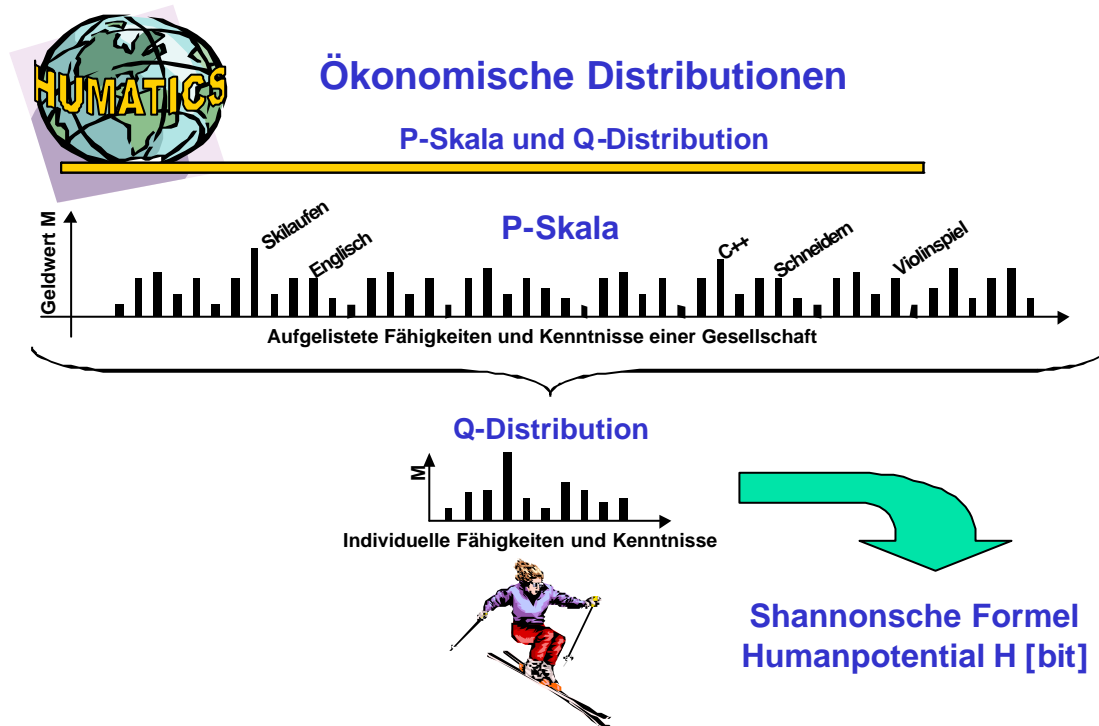 HUMATICS
Ökonomische Distributionen
P-Skala und Q-Distribution
Geldwert M
P-Skala
Skilaufen
Englisch
C++
Schneidern
Violinspiel
Aufgelistete Fähigkeiten und Kenntnisse einer Gesellschaft
Q-Distribution
M
Individuelle Fähigkeiten und Kenntnisse
Shannonsche Formel
Humanpotential H [bit]